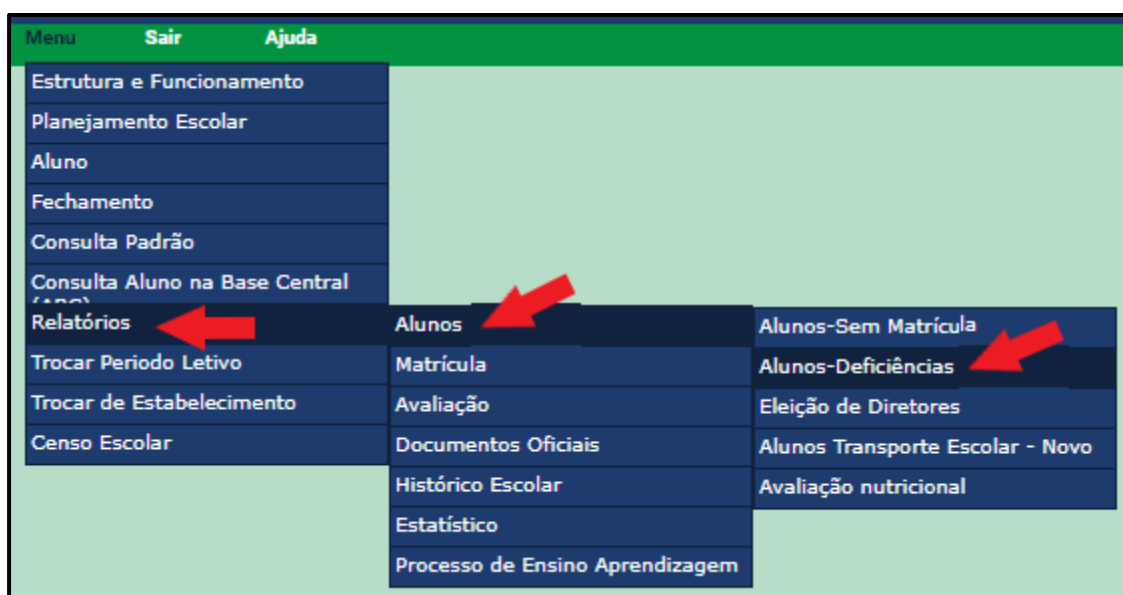 Menu Sair Ajuda
Estrutura e Funcionamento
Planejamento Escolar
Aluno
Fechamento
Consulta Padrão
Consulta Aluno na Base Central
Relatórios
Trocar Periodo Letivo
Trocar de Estabelecimento
Censo Escolar
Alunos
Matrícula
Avaliação
Documentos Oficiais
Histórico Escolar
Estatístico
Processo de Ensino Aprendizagem
Alunos-Sem Matrícula
Alunos-Deficiências
Eleição de Diretores
Alunos Transporte Escolar - Novo
Avaliação nutricional